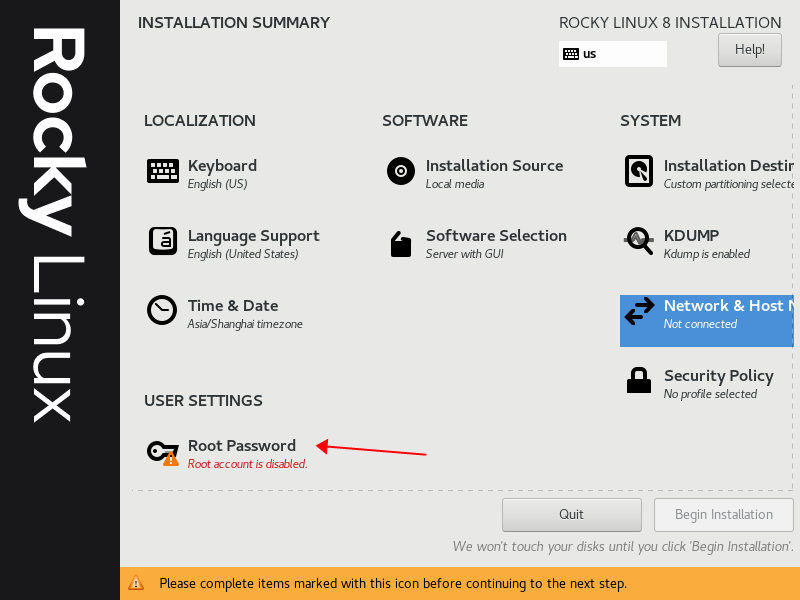 Rocky Linux
INSTALLATION SUMMARY
ROCKY LINUX 8 INSTALLATION
us
Help!
LOCALIZATION
Keyboard
English (US)
Language Support
English (United States)
Time & Date
Asia/Shanghai timezone
SOFTWARE
Installation Source
Local media
Software Selection
Server with GUI
SYSTEM
Installation Destin
Custom partitioning selecte
KDUMP
Kdump is enabled
Network & Host N
Not connected
Security Policy
No profile selected
USER SETTINGS
Root Password
Root account is disabled.
Quit
Begin Installation
We won't touch your disks until you click 'Begin Installation'.
Please complete items marked with this icon before continuing to the next step.